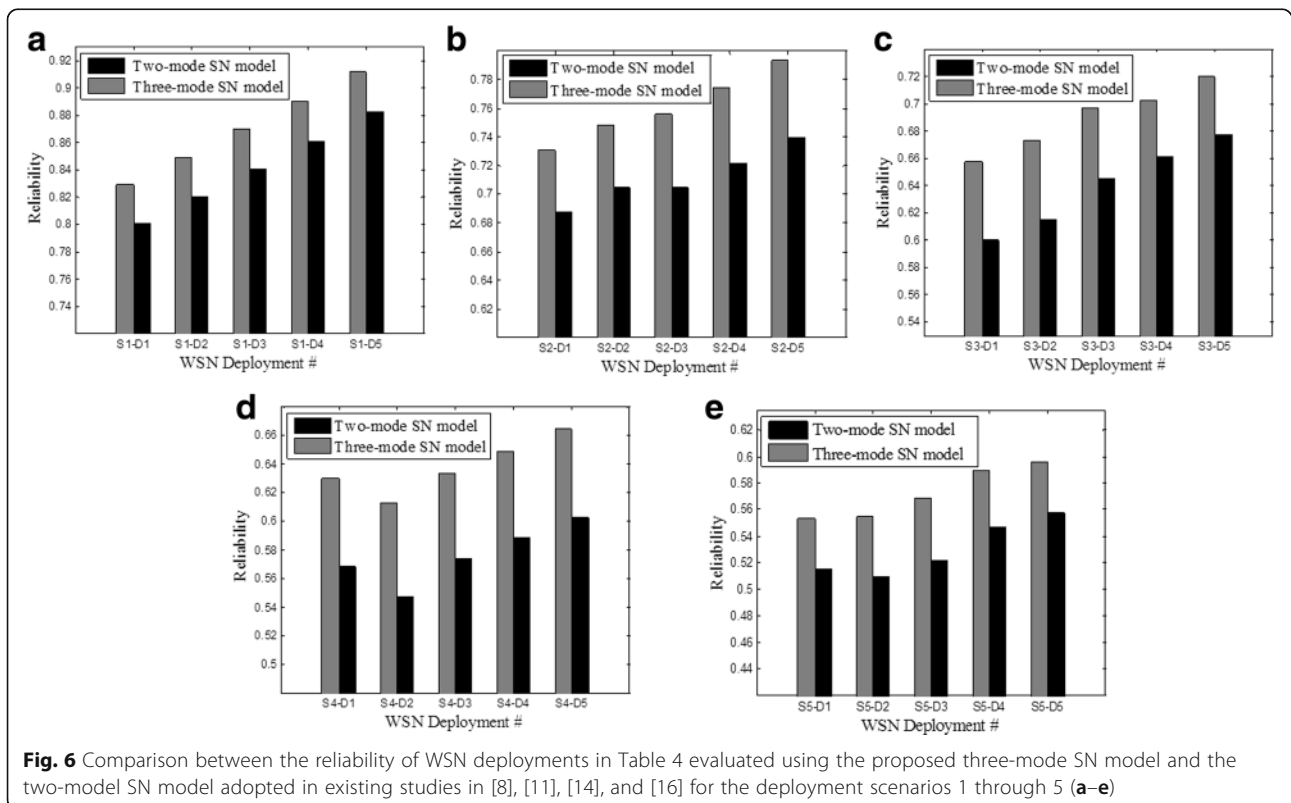 a
Reliability
0.92
0.9
0.88
0.86
0.84
0.82
0.8
0.78
0.76
0.74
Two-mode SN model
Three-mode SN model
S1-D1 S1-D2 S1-D3 S1-D4 S1-D5
WSN Deployment #
b
Reliability
0.78
0.76
0.74
0.72
0.7
0.68
0.66
0.64
0.62
Two-mode SN model
Three-mode SN model
S2-D1 S2-D2 S2-D3 S2-D4 S2-D5
WSN Deployment #
c
Reliability
0.72
0.7
0.68
0.66
0.64
0.62
0.6
0.58
0.56
0.54
Two-mode SN model
Three-mode SN model
S3-D1 S3-D2 S3-D3 S3-D4 S3-D5
WSN Deployment #
d
Reliability
0.66
0.64
0.62
0.6
0.58
0.56
0.54
0.52
0.5
Two-mode SN model
Three-mode SN model
S4-D1 S4-D2 S4-D3 S4-D4 S4-D5
WSN Deployment #
e
Reliability
0.62
0.6
0.58
0.56
0.54
0.52
0.5
0.48
0.46
0.44
Two-mode SN model
Three-mode SN model
S5-D1 S5-D2 S5-D3 S5-D4 S5-D5
WSN Deployment #
Fig. 6 Comparison between the reliability of WSN deployments in Table 4 evaluated using the proposed three-mode SN model and the
two-model SN model adopted in existing studies in [8], [11], [14], and [16] for the deployment scenarios 1 through 5 (a–e)